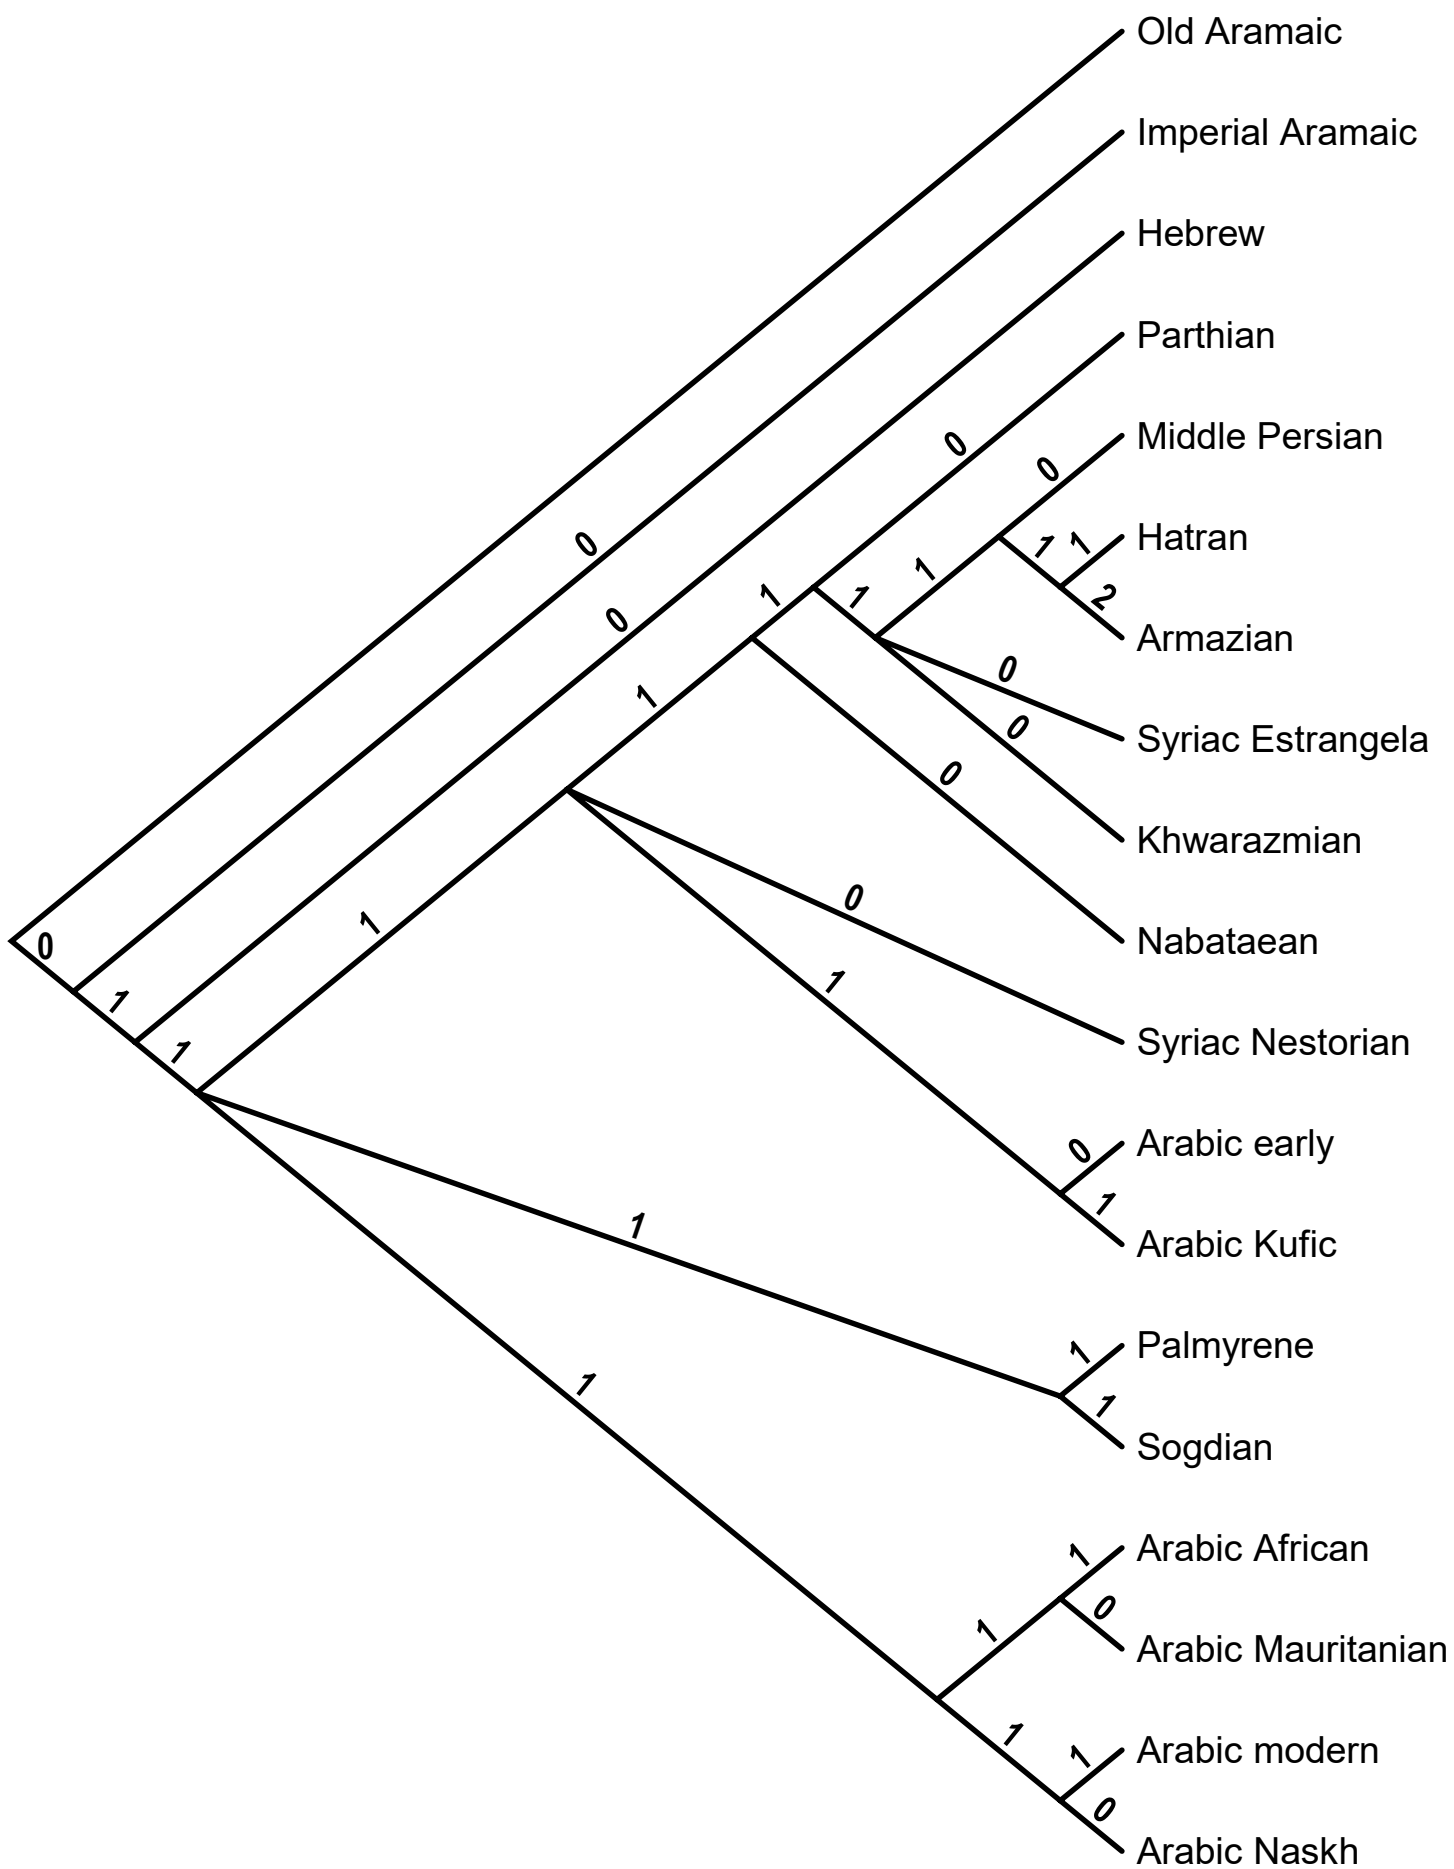 Old Aramaic
Imperial Aramaic
Hebrew
Parthian
0
Middle Persian
0
Hatran
1
1
0
2
1
1
1
0
Armazian
0
1
0
Syriac Estrangela
0
Khwarazmian
0
1
0
Nabataean
1
1
Syriac Nestorian
1
0
Arabic early
1
1
Arabic Kufic
Palmyrene
1
1
1
Sogdian
1
Arabic African
0
1
Arabic Mauritanian
1
1
Arabic modern
0
Arabic Naskh